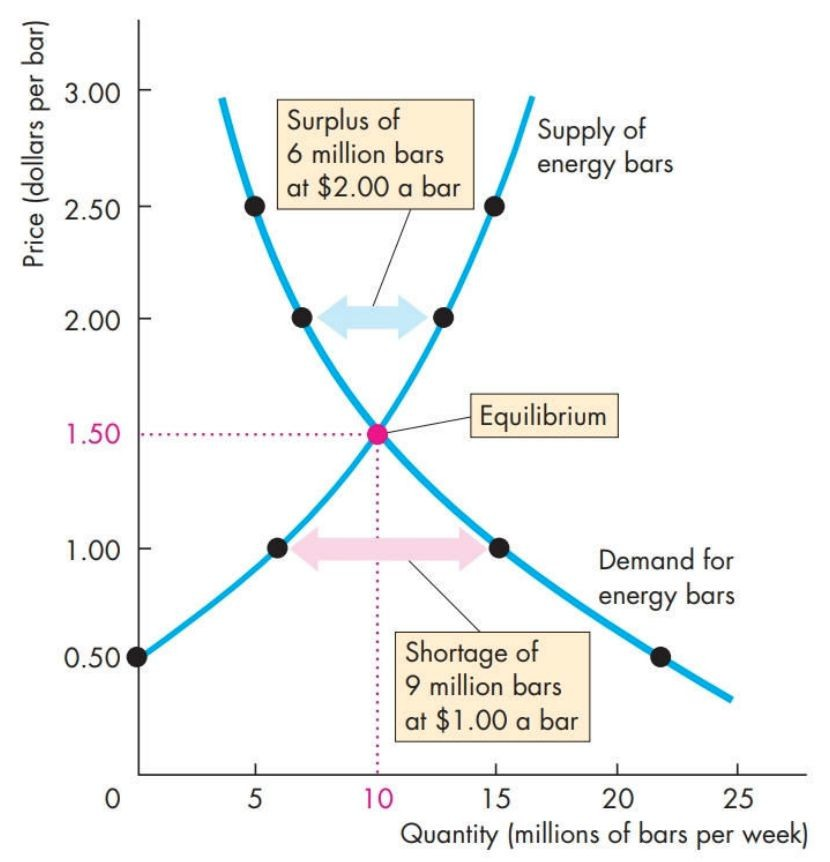 Price (dollars per bar)
3.00
2.50
2.00
1.50
1.00
0.50
Surplus of
6 million bars
at $2.00 a bar
Supply of
energy bars
Equilibrium
Demand for
energy bars
Shortage of
9 million bars
at $1.00 a bar
0
5
10
15
20
25
Quantity (millions of bars per week)